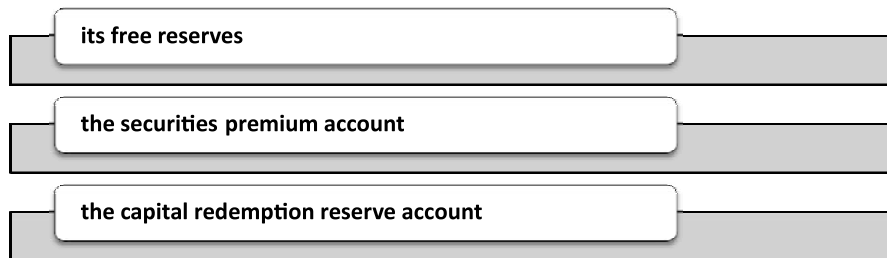 its free reserves
the securities premium account
the capital redemption reserve account